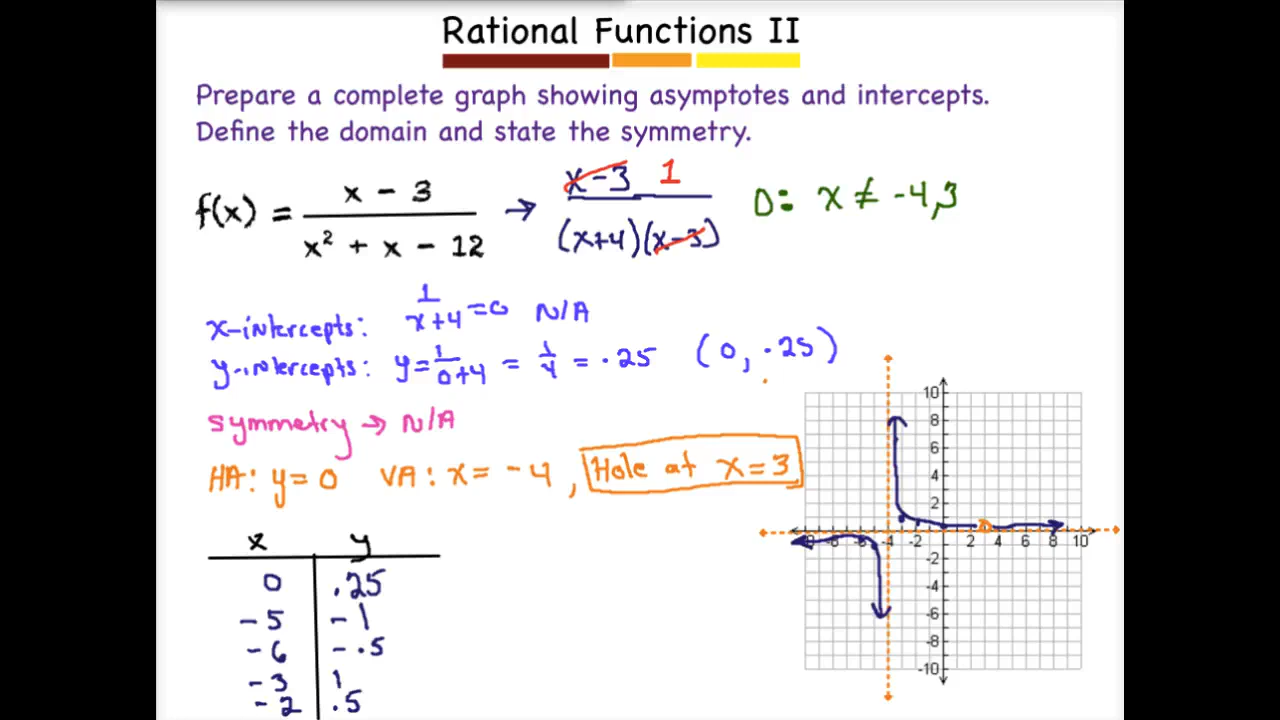 Rational Functions II
Prepare a complete graph showing asymptotes and intercepts.
Define the domain and state the symmetry.
f(x) = (x - 3)/(x² + x - 12) → x-3 1/(x+4)(x-3) D: x ≠ -4,3
x-intercepts: 1/(x+4) = 0 N/A
y-intercepts: y = 1/(0+4) = 1/4 = .25 (0, .25)
symmetry → N/A
HA: y = 0 VA: x = -4, Hole at x = 3
x y
0 .25
-5 -1
-6 -.5
-3 1
-2 .5
10
8
6
4
2
-8 -6 -4 -2 2 4 6 8 10
-2
-4
-6
-8
-10